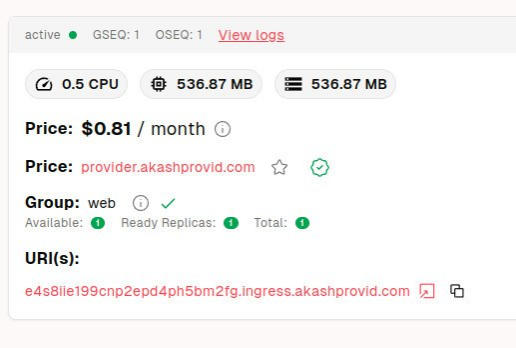 active GSEQ: 1 OSEQ: 1 View logs
0.5 CPU 536.87 MB 536.87 MB
Price: $0.81 / month
Price: provider.akashprovid.com
Group: web
Available: 1 Ready Replicas: 1 Total: 1
URI(s):
e4s8iie199cnp2epd4ph5bm2fg.ingress.akashprovid.com